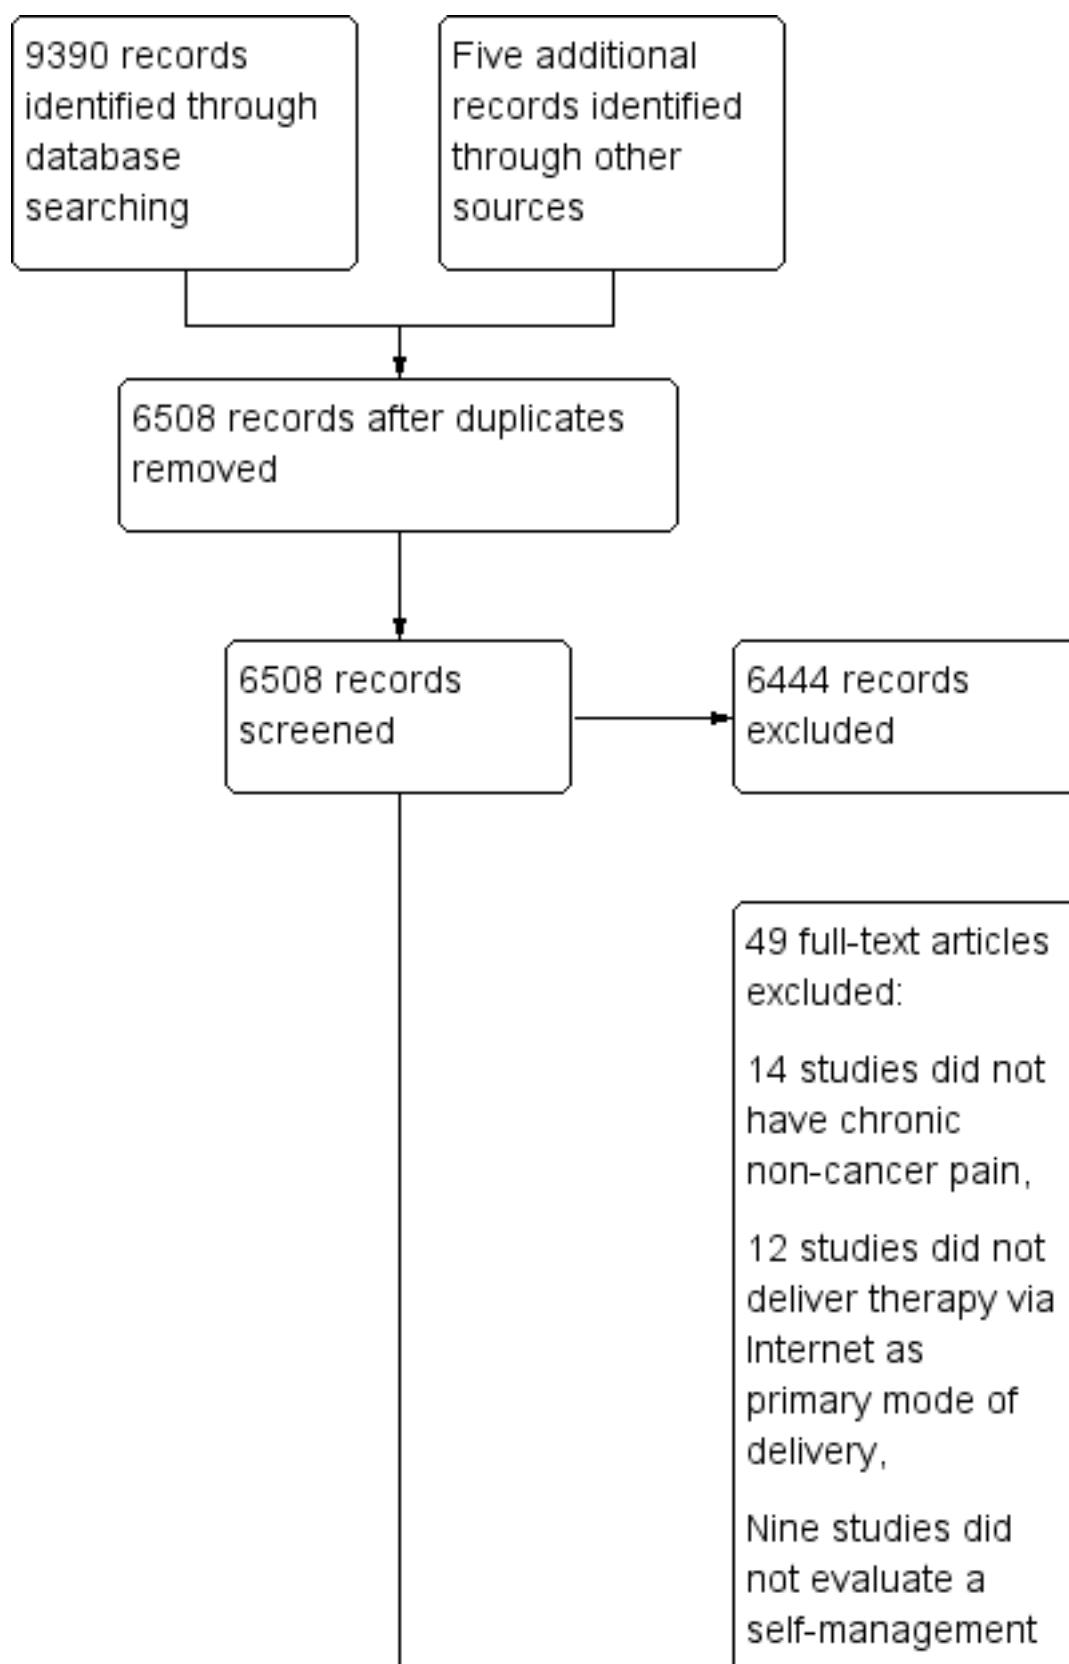 9390 records
identified through
database
searching
Five additional
records identified
through other
sources
6508 records after duplicates
removed
6508 records
screened
6444 records
excluded
49 full-text articles
excluded:
14 studies did not
have chronic
non-cancer pain,
12 studies did not
deliver therapy via
Internet as
primary mode of
delivery,
Nine studies did
not evaluate a
self-management